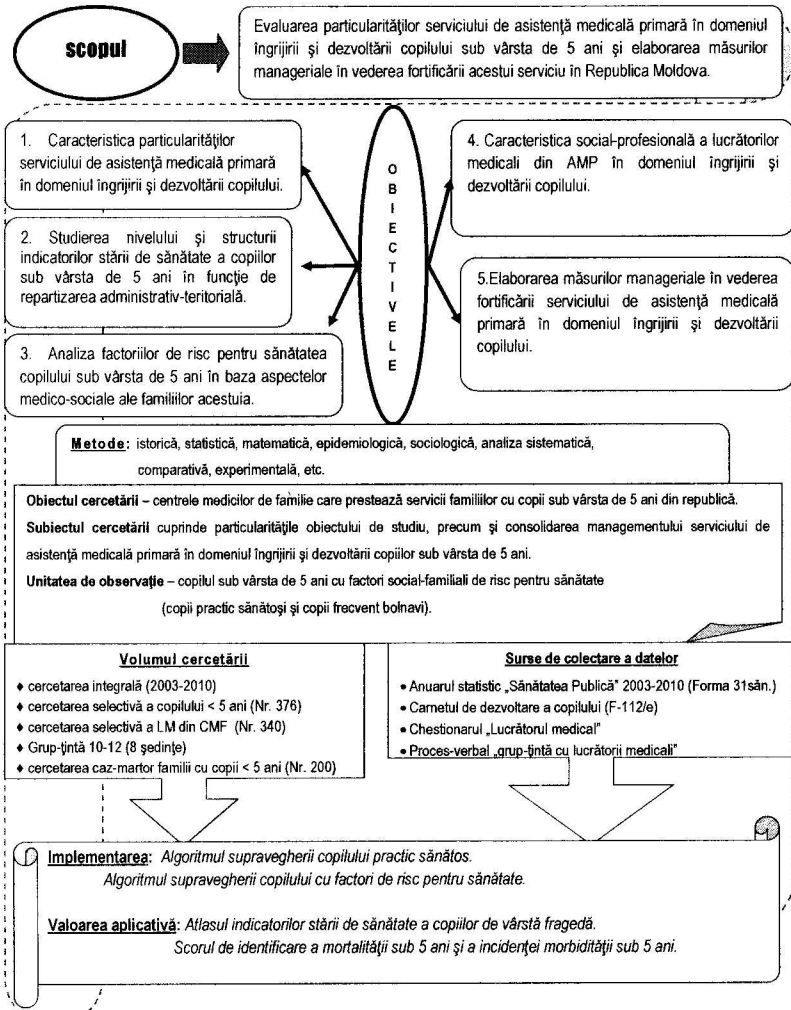 scopul
Evaluarea particularităţilor serviciului de asistenţă medicală primară în domeniul
îngrijirii şi dezvoltării copilului sub vârsta de 5 ani şi elaborarea măsurilor
manageriale în vederea fortificării acestui serviciu în Republica Moldova.
1. Caracteristica particularităţilor
serviciului de asistenţă medicală primară
în domeniul îngrijirii şi dezvoltării copilului.
2. Studierea nivelului şi structurii
indicatorilor stării de sănătate a copiilor
sub vârsta de 5 ani în funcţie de
repartizarea administrativ-teritorială.
3. Analiza factoriilor de risc pentru sănătatea
copilului sub vârsta de 5 ani în baza aspectelor
medico-sociale ale familiilor acestuia.
OBIECTIVELE
4. Caracteristica social-profesională a lucrătorilor
medicali din AMP în domeniul îngrijirii şi
dezvoltării copilului.
5.Elaborarea măsurilor manageriale în vederea
fortificării serviciului de asistenţă medicală
primară în domeniul îngrijirii şi dezvoltării
copilului.
Metode: istorică, statistică, matematică, epidemiologică, sociologică, analiza sistematică,
comparativă, experimentală, etc.
Obiectul cercetării – centrele medicilor de familie care prestează servicii familiilor cu copii sub vârsta de 5 ani din republică.
Subiectul cercetării cuprinde particularităţile obiectului de studiu, precum şi consolidarea managementului serviciului de
asistenţă medicală primară în domeniul îngrijirii şi dezvoltării copiilor sub vârsta de 5 ani.
Unitatea de observaţie – copilul sub vârsta de 5 ani cu factori social-familiali de risc pentru sănătate
(copii practic sănătoşi şi copii frecvent bolnavi).
Volumul cercetării
♦ cercetarea integrală (2003-2010)
♦ cercetarea selectivă a copilului < 5 ani (Nr. 376)
♦ cercetarea selectivă a LM din CMF (Nr. 340)
♦ Grup-ţintă 10-12 (8 şedinţe)
♦ cercetarea caz-martor familii cu copii < 5 ani (Nr. 200)
Surse de colectare a datelor
• Anuarul statistic „Sănătatea Publică” 2003-2010 (Forma 31săn.)
• Carnetul de dezvoltare a copilului (F-112/e)
• Chestionarul „Lucrătorul medical”
• Proces-verbal „grup-ţintă cu lucrătorii medicali”
Implementarea: Algoritmul supravegherii copilului practic sănătos.
Algoritmul supravegherii copilului cu factori de risc pentru sănătate.
Valoarea aplicativă: Atlasul indicatorilor stării de sănătate a copiilor de vârstă fragedă.
Scorul de identificare a mortalităţii sub 5 ani şi a incidenţei morbidităţii sub 5 ani.